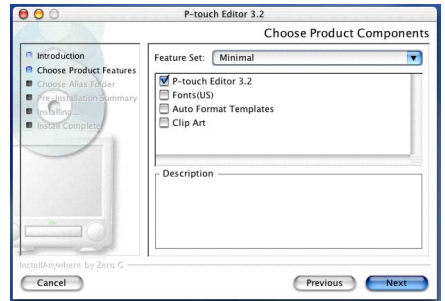 P-touch Editor 3.2
Choose Product Components
Introduction
Choose Product Features
Choose Alias Folder
Pre-Installation Summary
Installing...
Install Complete
Feature Set: Minimal
P-touch Editor 3.2
Fonts(US)
Auto Format Templates
Clip Art
Description
InstallAnywhere by Zero G
Cancel
Previous
Next